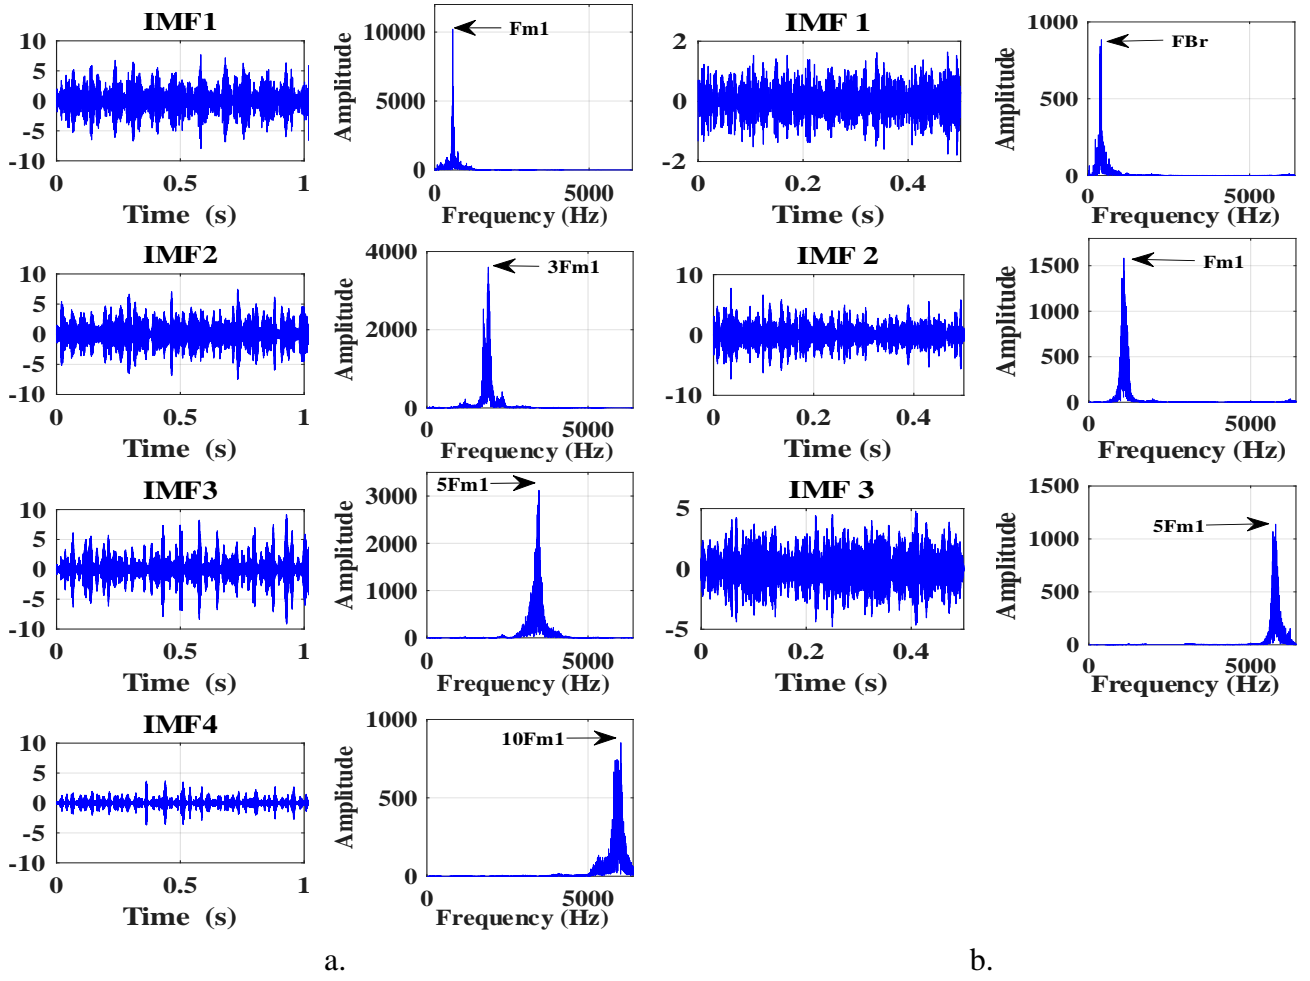 IMF1
10
5
0
-5
-10
0 0.5 1
Time (s)
Amplitude
10000
5000
0
Fm1
0 5000
Frequency (Hz)
IMF 1
2
0
-2
0 0.2 0.4
Time (s)
Amplitude
1000
500
0
FBr
0 5000
Frequency (Hz)
IMF2
10
5
0
-5
-10
0 0.5 1
Time (s)
Amplitude
4000
2000
0
3Fm1
0 5000
Frequency (Hz)
IMF 2
10
0
-10
0 0.2 0.4
Time (s)
Amplitude
1500
1000
500
0
Fm1
0 5000
Frequency (Hz)
IMF3
10
5
0
-5
-10
0 0.5 1
Time (s)
Amplitude
3000
2000
1000
0
5Fm1
0 5000
Frequency (Hz)
IMF 3
5
0
-5
0 0.2 0.4
Time (s)
Amplitude
1500
1000
500
0
5Fm1
0 5000
Frequency (Hz)
IMF4
10
5
0
-5
-10
0 0.5 1
Time (s)
Amplitude
1000
500
0
10Fm1
0 5000
Frequency (Hz)
a. b.